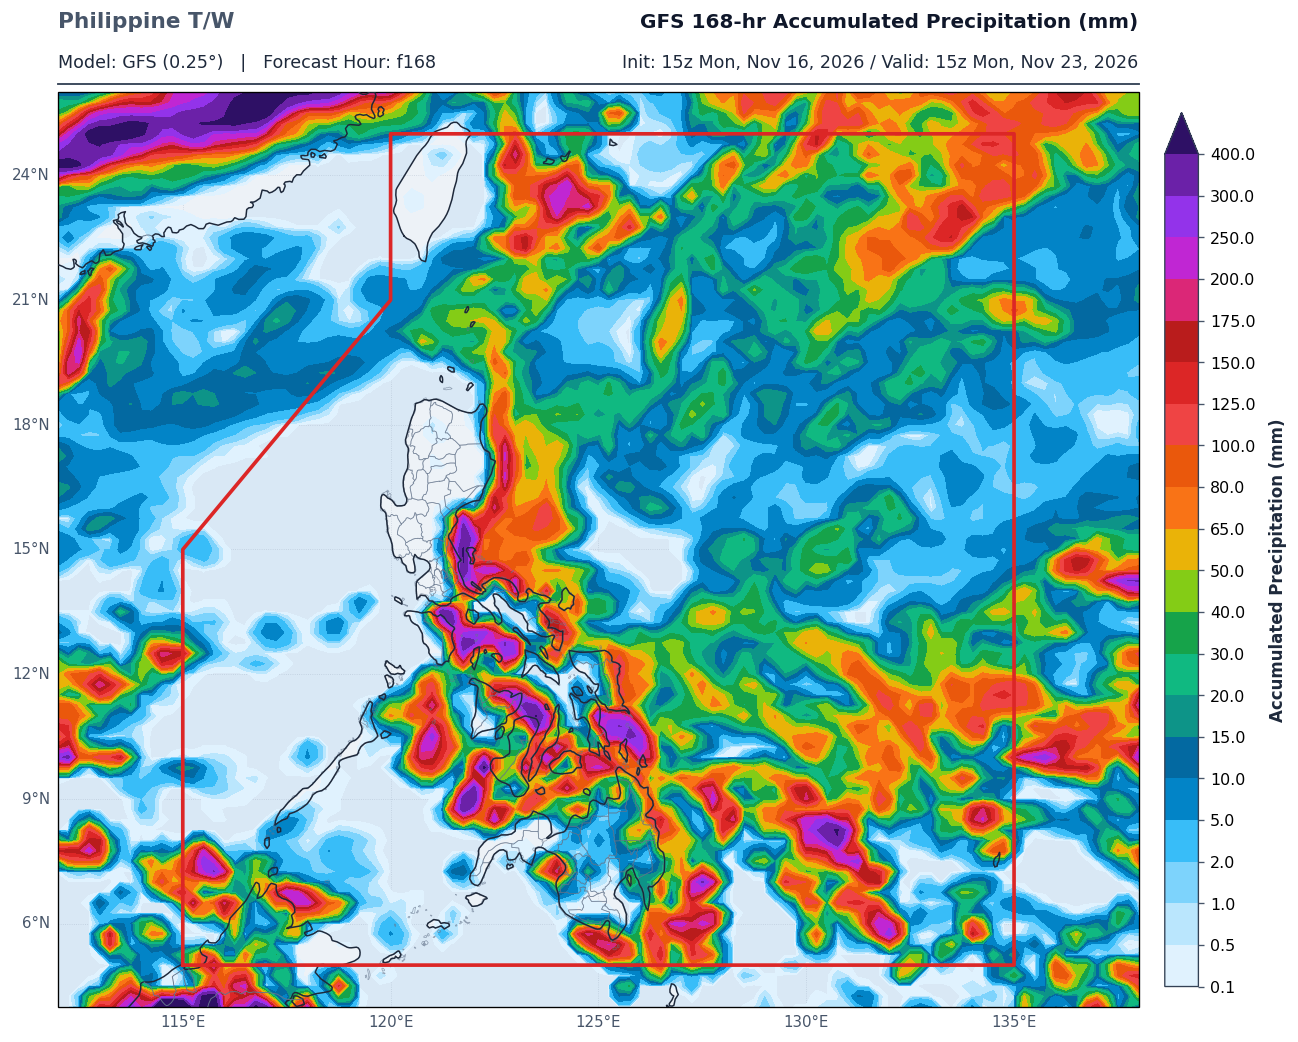 Philippine T/W
GFS 168-hr Accumulated Precipitation (mm)
Model: GFS (0.25°) | Forecast Hour: f168
Init: 15z Mon, Nov 16, 2026 / Valid: 15z Mon, Nov 23, 2026
24°N
21°N
18°N
15°N
12°N
9°N
6°N
115°E
120°E
125°E
130°E
135°E
400.0
300.0
250.0
200.0
175.0
150.0
125.0
100.0
80.0
65.0
50.0
40.0
30.0
20.0
15.0
10.0
5.0
2.0
1.0
0.5
0.1
Accumulated Precipitation (mm)